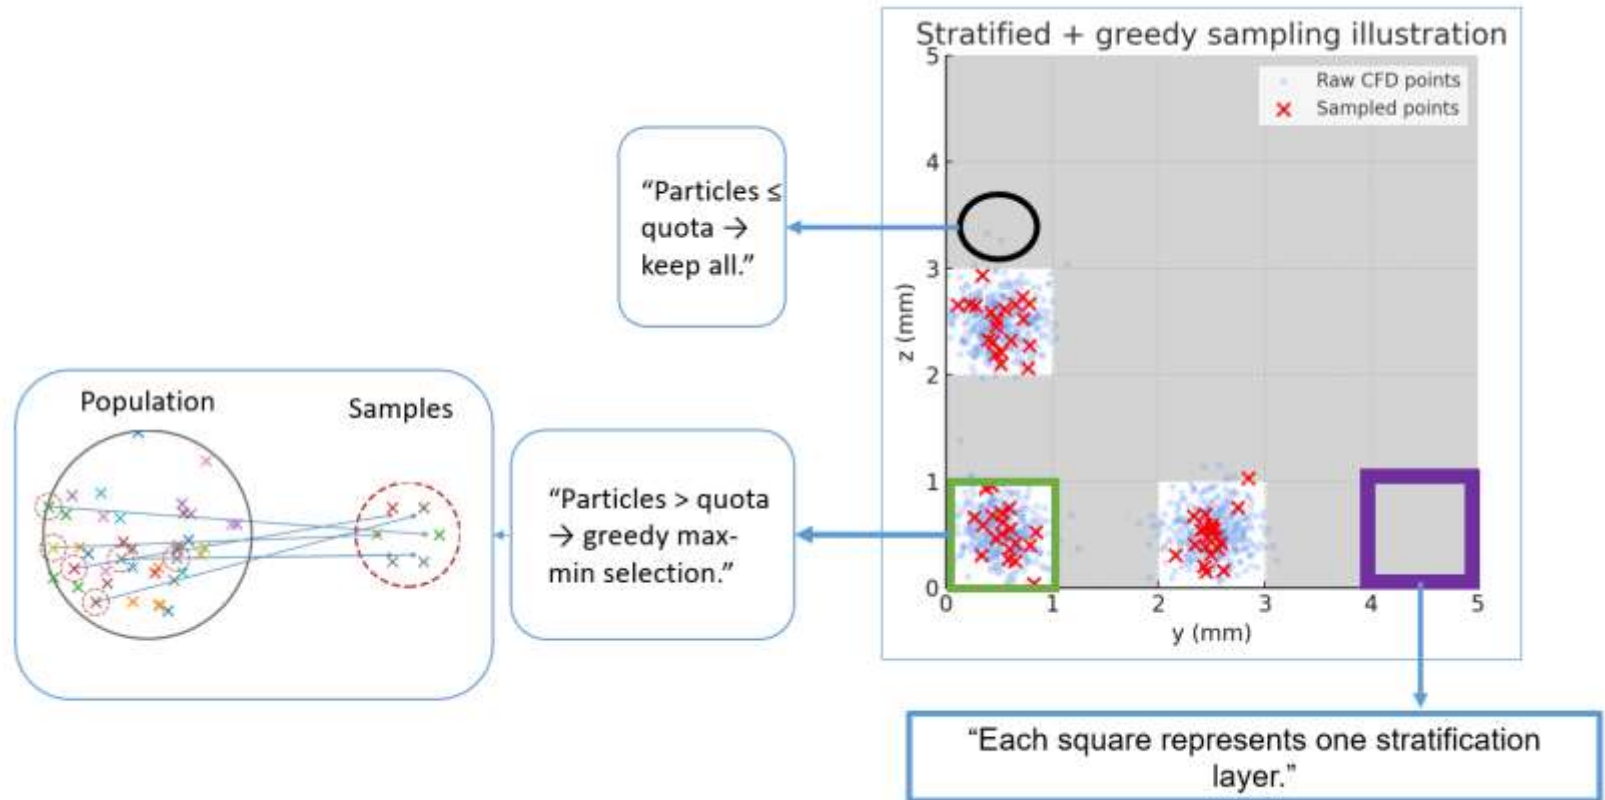 Stratified + greedy sampling illustration
Raw CFD points
Sampled points
5
4
3
2
1
0
z (mm)
0 1 2 3 4 5
y (mm)
“Particles ≤
quota →
keep all.”
Population
Samples
“Particles > quota
→ greedy max-
min selection.”
“Each square represents one stratification
layer.”